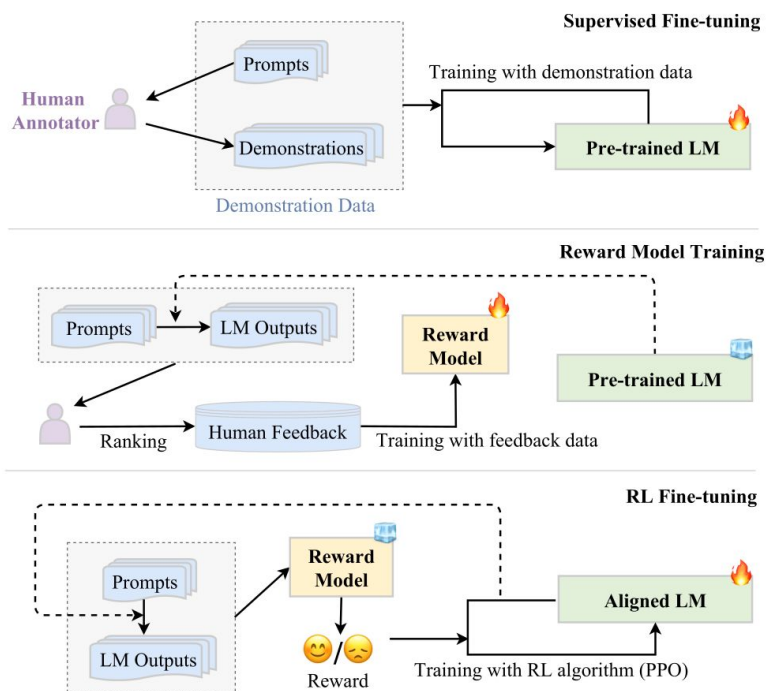 Supervised Fine-tuning
Prompts
Training with demonstration data
Human
Annotator
Demonstrations
Pre-trained LM
Demonstration Data
Reward Model Training
Prompts
LM Outputs
Reward
Model
Pre-trained LM
Ranking
Human Feedback
Training with feedback data
RL Fine-tuning
Prompts
LM Outputs
Reward
Model
/
Reward
Aligned LM
Training with RL algorithm (PPO)